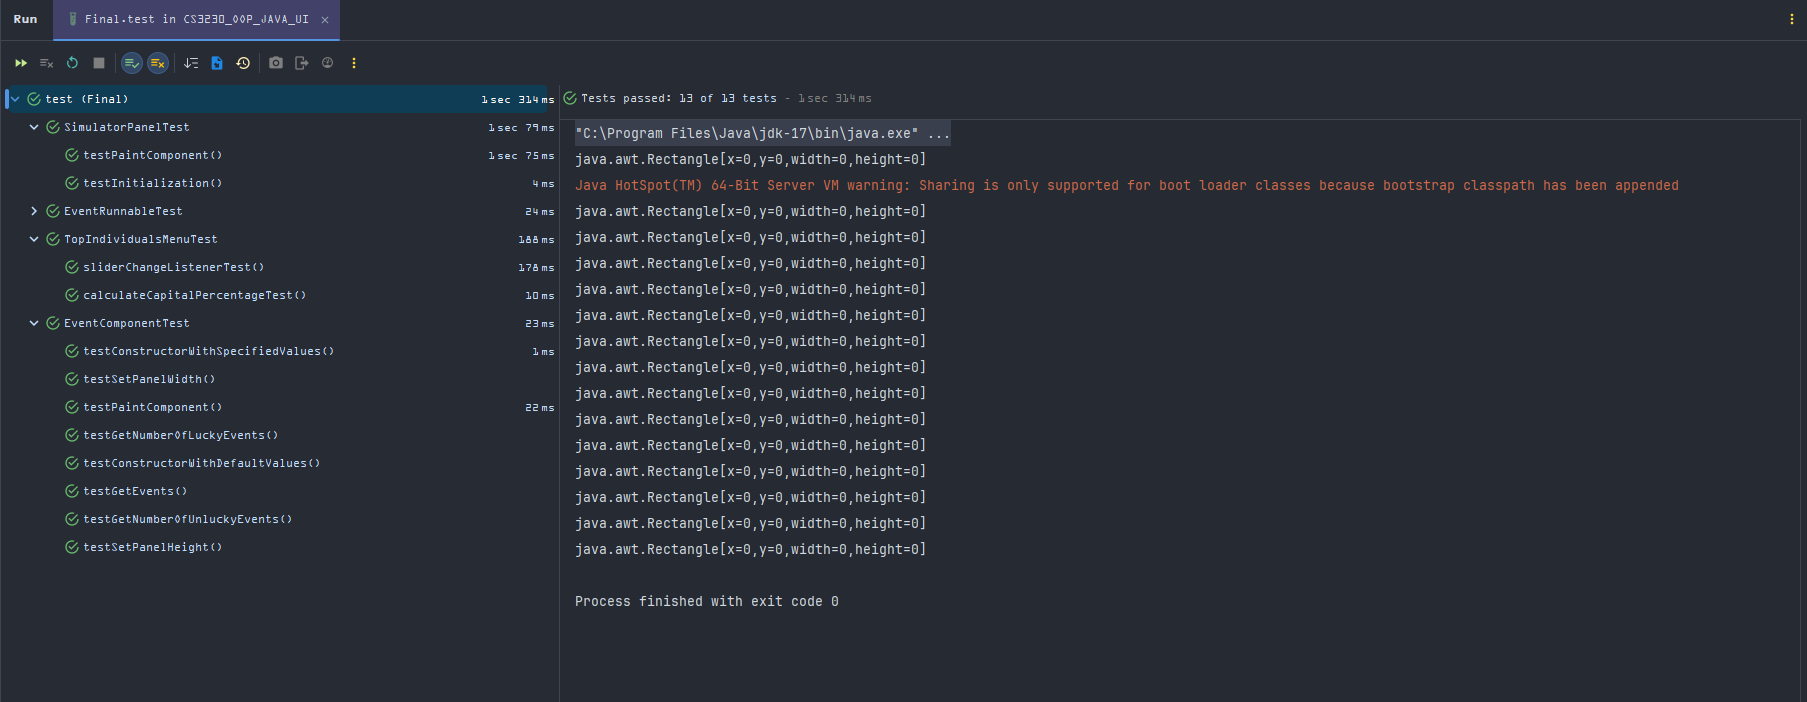 Run Final.test in CS3230_OOP_JAVA_UI
test (Final) 1 sec 314 ms
SimulatorPanelTest 1 sec 79 ms
testPaintComponent() 1 sec 75 ms
testInitialization() 4 ms
EventRunnableTest 24 ms
TopIndividualsMenuTest 188 ms
sliderChangeListenerTest() 178 ms
calculateCapitalPercentageTest() 10 ms
EventComponentTest 23 ms
testConstructorWithSpecifiedValues() 1 ms
testSetPanelWidth()
testPaintComponent() 22 ms
testGetNumberOfLuckyEvents()
testConstructorWithDefaultValues()
testGetEvents()
testGetNumberOfUnluckyEvents()
testSetPanelHeight()
Tests passed: 13 of 13 tests - 1 sec 314 ms
"C:\Program Files\Java\jdk-17\bin\java.exe" ...
java.awt.Rectangle[x=0,y=0,width=0,height=0]
Java HotSpot(TM) 64-Bit Server VM warning: Sharing is only supported for boot loader classes because bootstrap classpath has been appended
java.awt.Rectangle[x=0,y=0,width=0,height=0]
java.awt.Rectangle[x=0,y=0,width=0,height=0]
java.awt.Rectangle[x=0,y=0,width=0,height=0]
java.awt.Rectangle[x=0,y=0,width=0,height=0]
java.awt.Rectangle[x=0,y=0,width=0,height=0]
java.awt.Rectangle[x=0,y=0,width=0,height=0]
java.awt.Rectangle[x=0,y=0,width=0,height=0]
java.awt.Rectangle[x=0,y=0,width=0,height=0]
java.awt.Rectangle[x=0,y=0,width=0,height=0]
java.awt.Rectangle[x=0,y=0,width=0,height=0]
java.awt.Rectangle[x=0,y=0,width=0,height=0]
java.awt.Rectangle[x=0,y=0,width=0,height=0]
java.awt.Rectangle[x=0,y=0,width=0,height=0]
java.awt.Rectangle[x=0,y=0,width=0,height=0]
Process finished with exit code 0